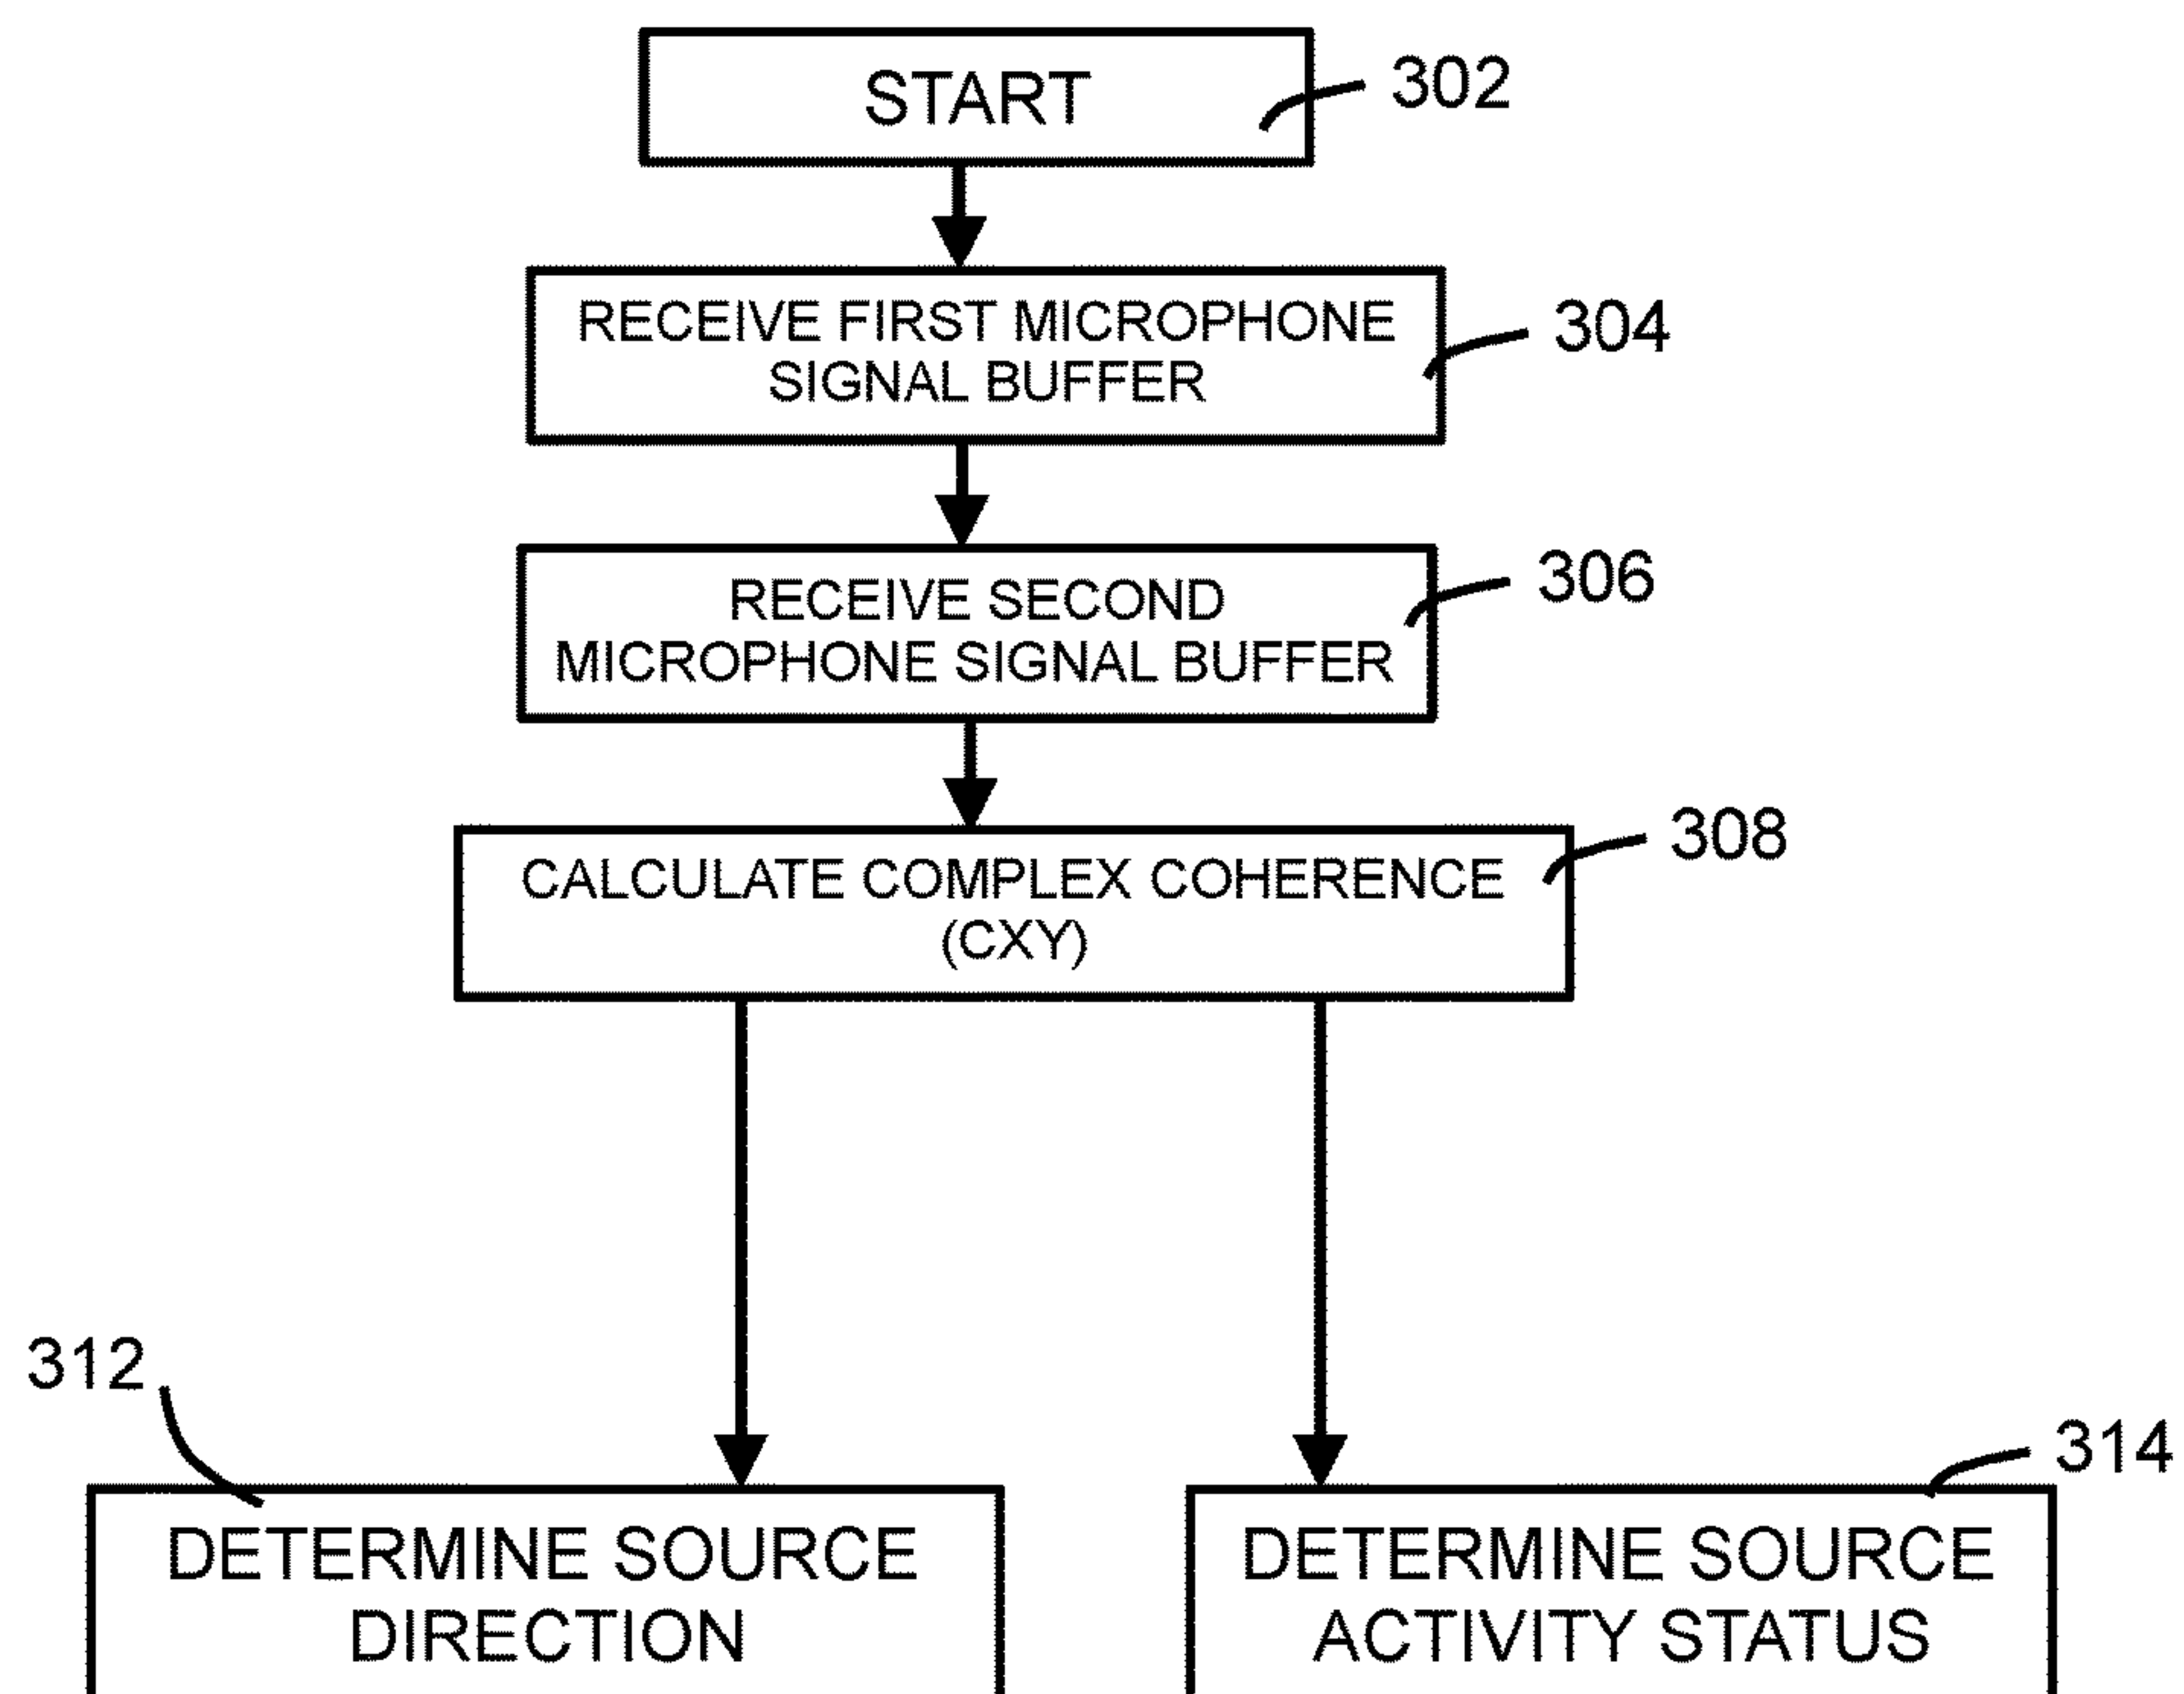 START
302
RECEIVE FIRST MICROPHONE
SIGNAL BUFFER
304
RECEIVE SECOND
MICROPHONE SIGNAL BUFFER
306
CALCULATE COMPLEX COHERENCE
(CXY)
308
312
DETERMINE SOURCE
DIRECTION
314
DETERMINE SOURCE
ACTIVITY STATUS